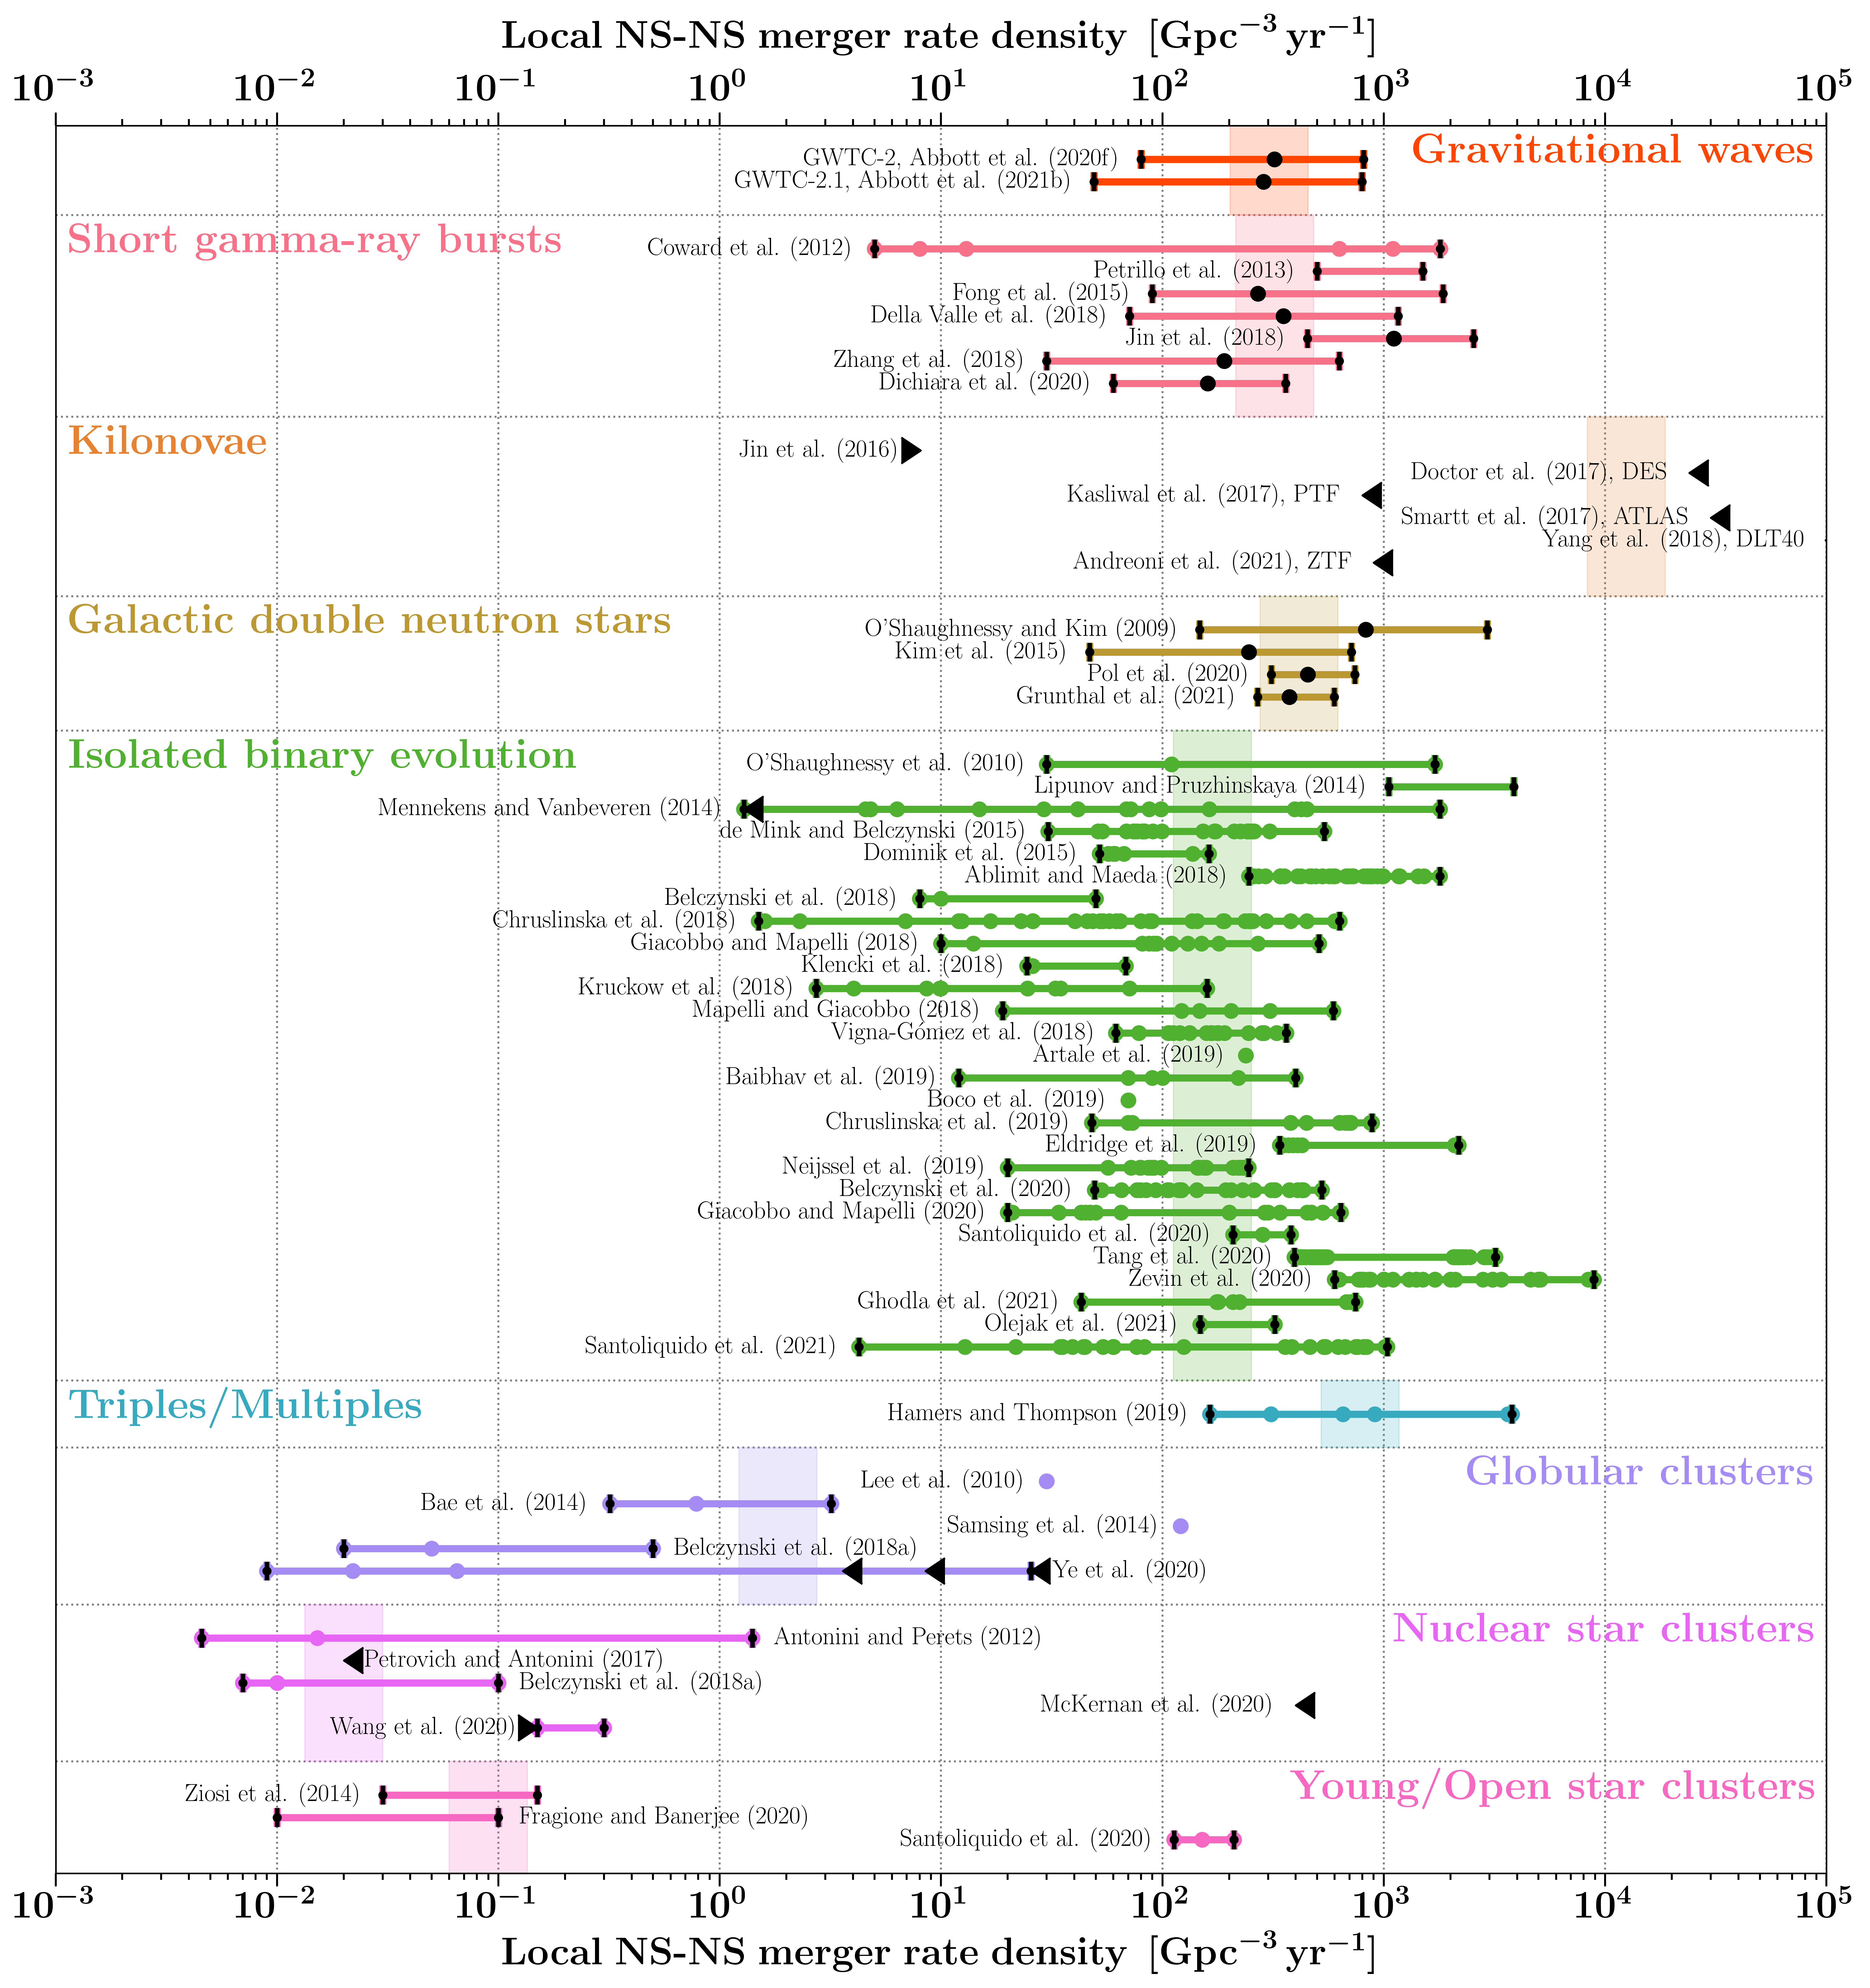 Local NS-NS merger rate density [Gpc⁻³ yr⁻¹]
10⁻³ 10⁻² 10⁻¹ 10⁰ 10¹ 10² 10³ 10⁴ 10⁵
Gravitational waves
GWTC-2, Abbott et al. (2020f)
GWTC-2.1, Abbott et al. (2021b)
Short gamma-ray bursts
Coward et al. (2012)
Petrillo et al. (2013)
Fong et al. (2015)
Della Valle et al. (2018)
Jin et al. (2018)
Zhang et al. (2018)
Dichiara et al. (2020)
Kilonovae
Jin et al. (2016)
Doctor et al. (2017), DES
Kasliwal et al. (2017), PTF
Smartt et al. (2017), ATLAS
Yang et al. (2018), DLT40
Andreoni et al. (2021), ZTF
Galactic double neutron stars
O'Shaughnessy and Kim (2009)
Kim et al. (2015)
Pol et al. (2020)
Grunthal et al. (2021)
Isolated binary evolution
O'Shaughnessy et al. (2010)
Lipunov and Pruzhinskaya (2014)
Mennekens and Vanbeveren (2014)
de Mink and Belczynski (2015)
Dominik et al. (2015)
Ablimit and Maeda (2018)
Belczynski et al. (2018)
Chruslinska et al. (2018)
Giacobbo and Mapelli (2018)
Klencki et al. (2018)
Kruckow et al. (2018)
Mapelli and Giacobbo (2018)
Vigna-Gómez et al. (2018)
Artale et al. (2019)
Baibhav et al. (2019)
Boco et al. (2019)
Chruslinska et al. (2019)
Eldridge et al. (2019)
Neijssel et al. (2019)
Belczynski et al. (2020)
Giacobbo and Mapelli (2020)
Santoliquido et al. (2020)
Tang et al. (2020)
Zevin et al. (2020)
Ghodla et al. (2021)
Olejak et al. (2021)
Santoliquido et al. (2021)
Triples/Multiples
Hamers and Thompson (2019)
Globular clusters
Lee et al. (2010)
Bae et al. (2014)
Samsing et al. (2014)
Belczynski et al. (2018a)
Ye et al. (2020)
Nuclear star clusters
Antonini and Perets (2012)
Petrovich and Antonini (2017)
Belczynski et al. (2018a)
McKernan et al. (2020)
Wang et al. (2020)
Young/Open star clusters
Ziosi et al. (2014)
Fragione and Banerjee (2020)
Santoliquido et al. (2020)
10⁻³ 10⁻² 10⁻¹ 10⁰ 10¹ 10² 10³ 10⁴ 10⁵
Local NS-NS merger rate density [Gpc⁻³ yr⁻¹]